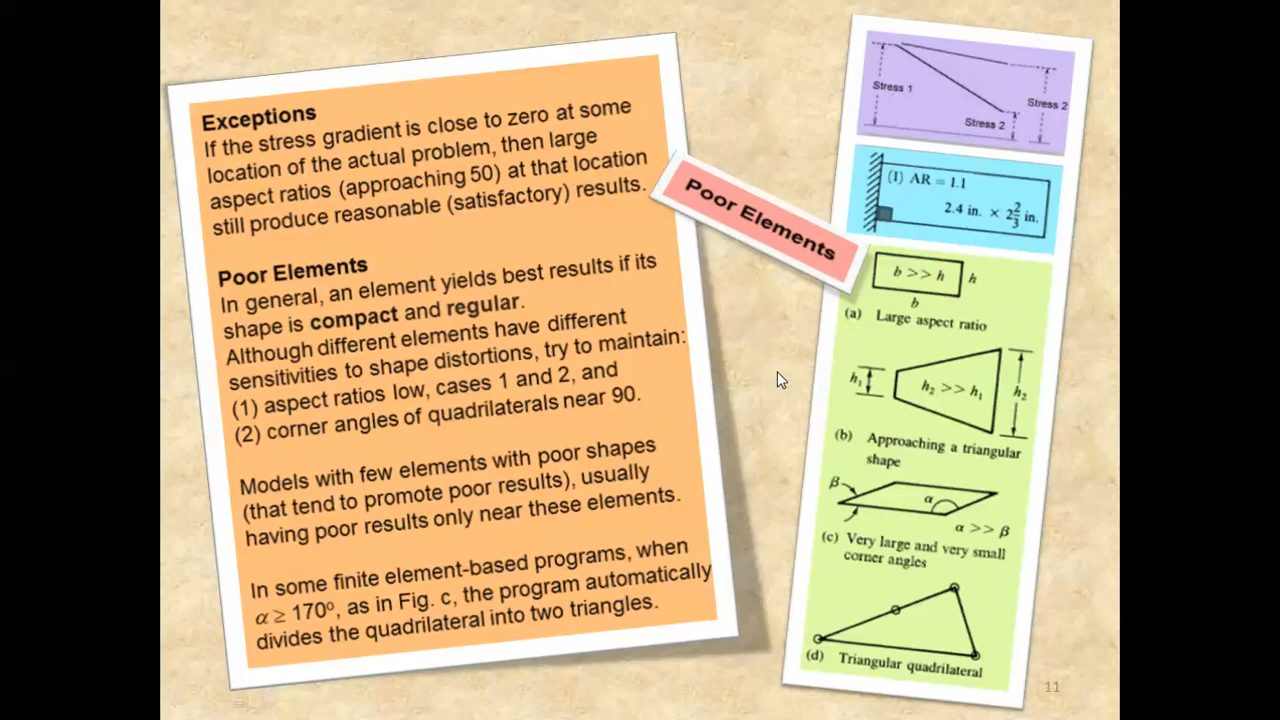 Exceptions
If the stress gradient is close to zero at some
location of the actual problem, then large
aspect ratios (approaching 50) at that location
still produce reasonable (satisfactory) results.
Poor Elements
In general, an element yields best results if its
shape is compact and regular.
Although different elements have different
sensitivities to shape distortions, try to maintain:
(1) aspect ratios low, cases 1 and 2, and
(2) corner angles of quadrilaterals near 90.
Models with few elements with poor shapes
(that tend to promote poor results), usually
having poor results only near these elements.
In some finite element-based programs, when
α ≥ 170º, as in Fig. c, the program automatically
divides the quadrilateral into two triangles.
Poor Elements
Stress 1
Stress 2
Stress 2
(1) AR = 1.1
2.4 in. × 2 2/3 in.
b >> h
h
b
(a) Large aspect ratio
h₁
h₂ >> h₁
h₂
(b) Approaching a triangular
shape
β
α
α >> β
(c) Very large and very small
corner angles
(d) Triangular quadrilateral
11